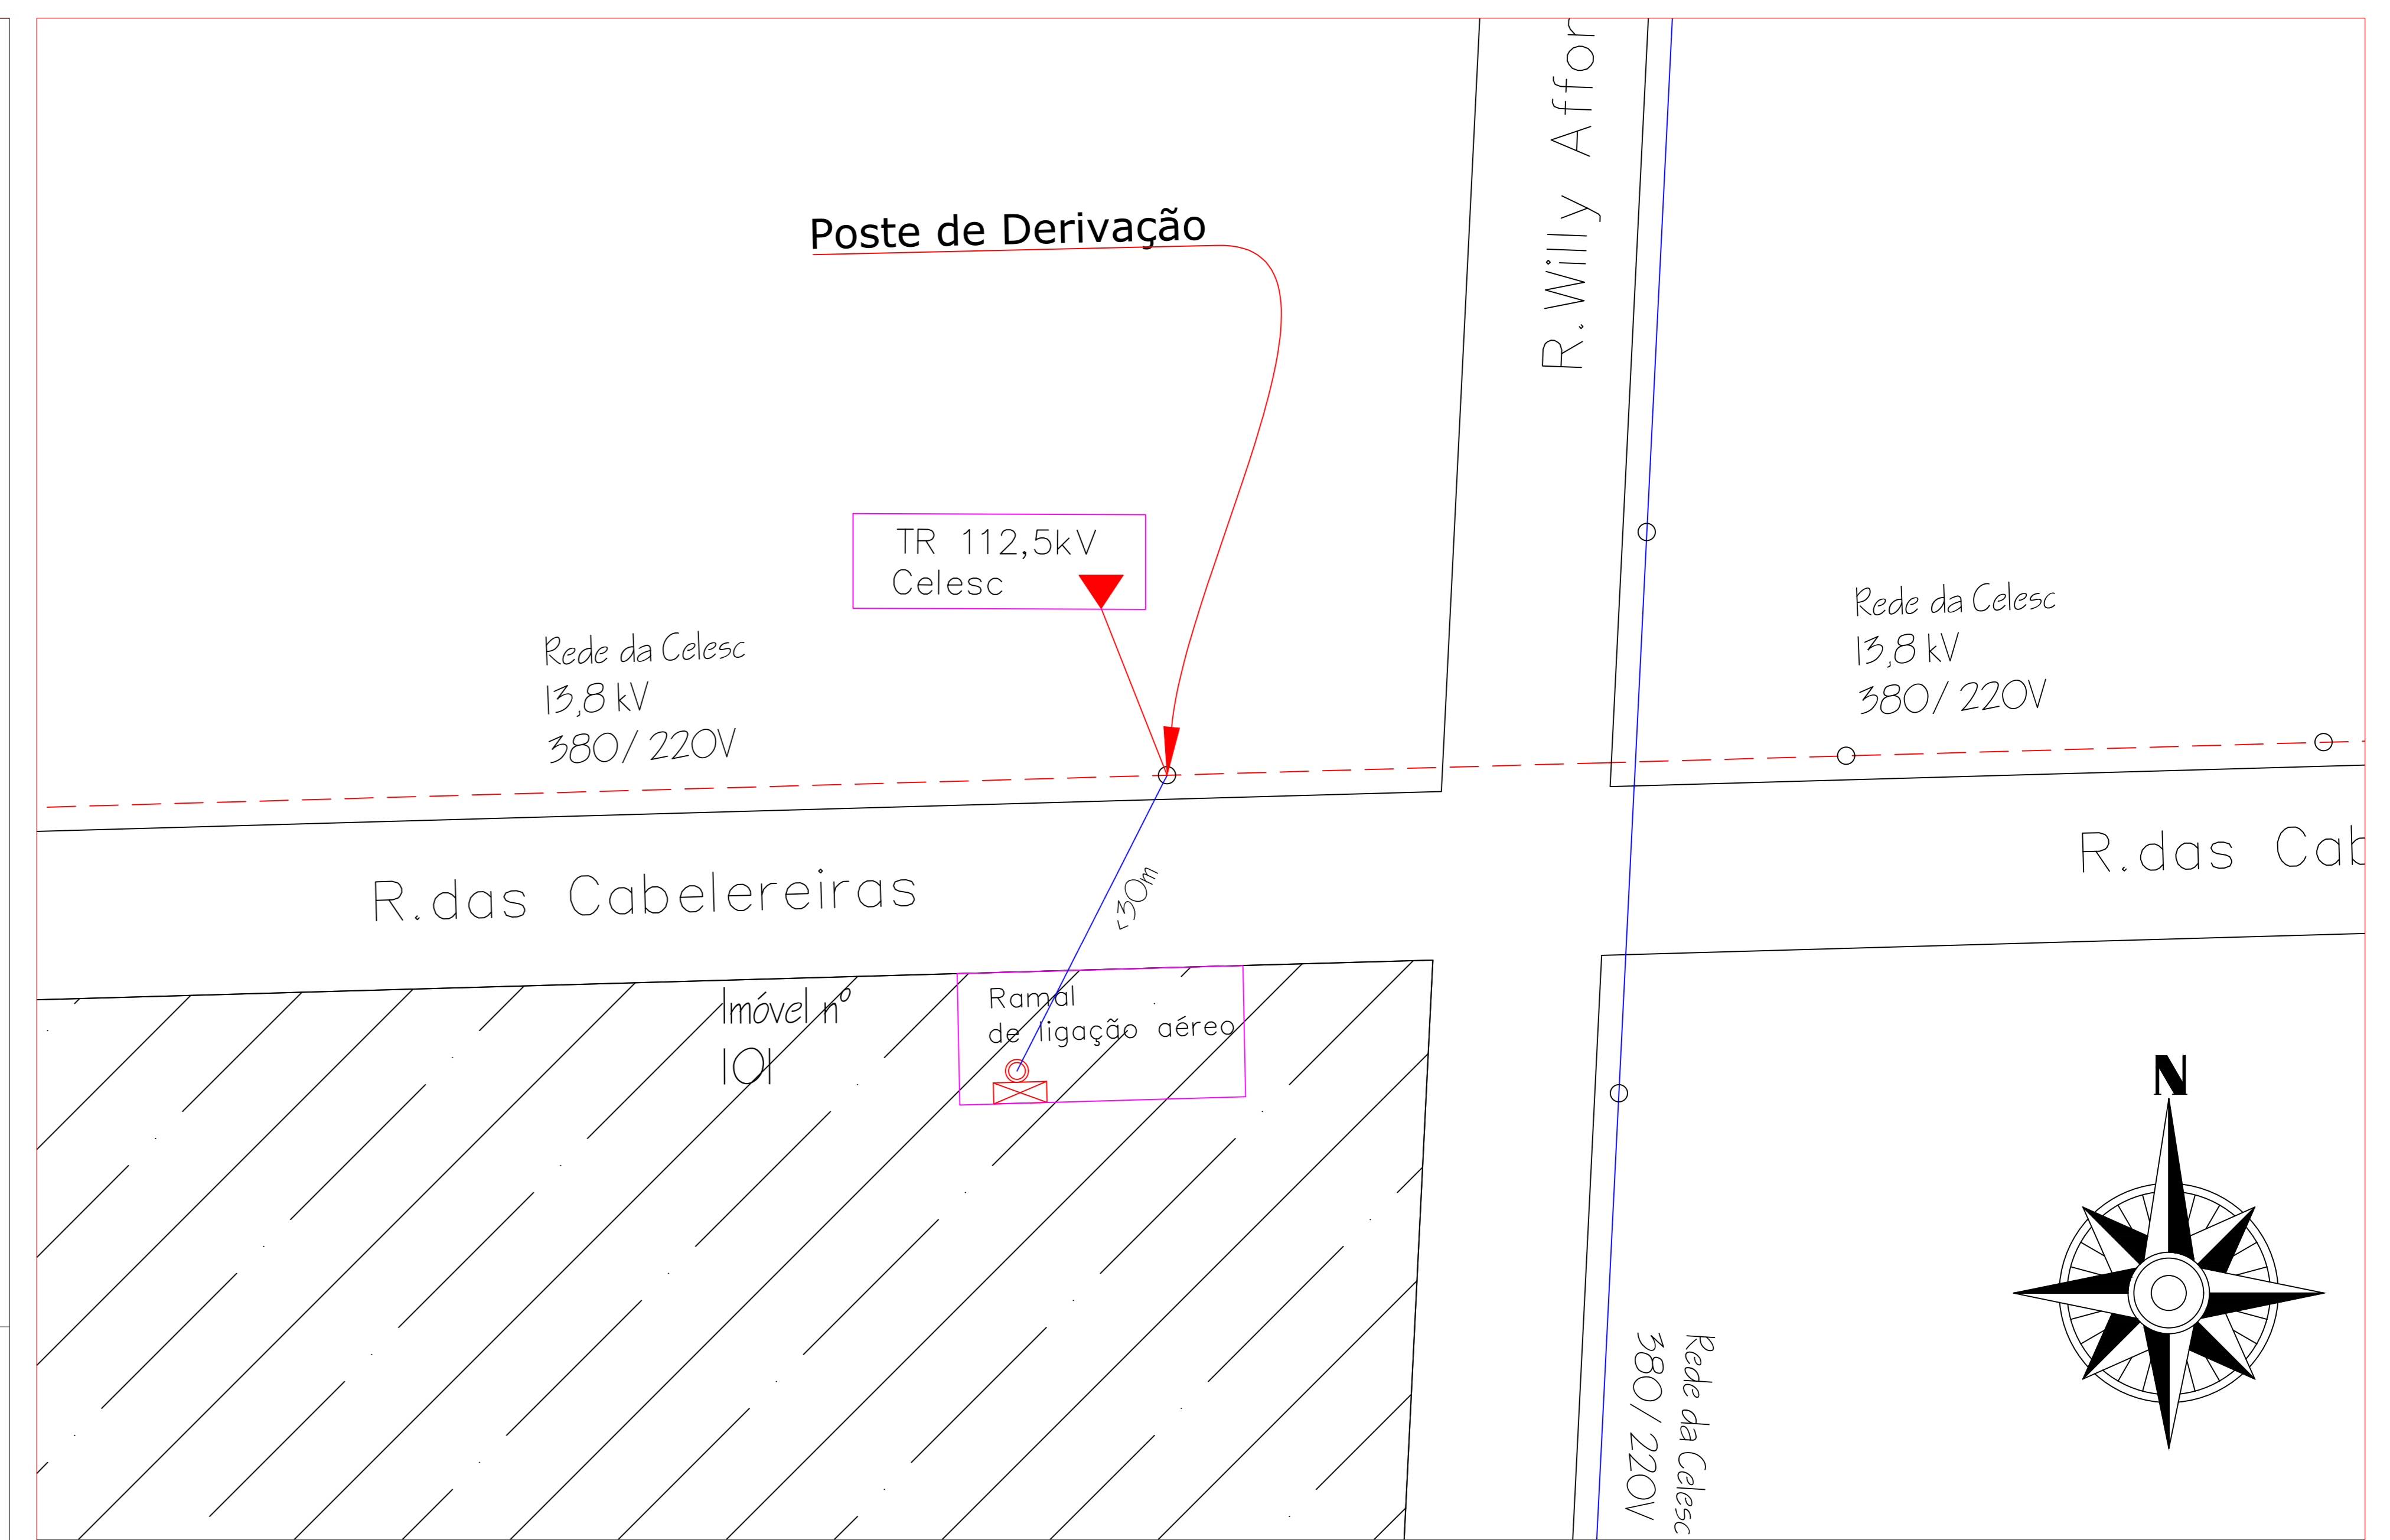 R.Willy Affor
Poste de Derivação
TR 112,5kV
Celesc
Rede da Celesc
13,8 kV
380/ 220V
Rede da Celesc
13,8 kV
380/ 220V
R.das Cabelereiras
R.das Cab
<30m
Imóvel nº
101
Ramal
de ligação aéreo
N
Rede da Celesc
380/ 220V